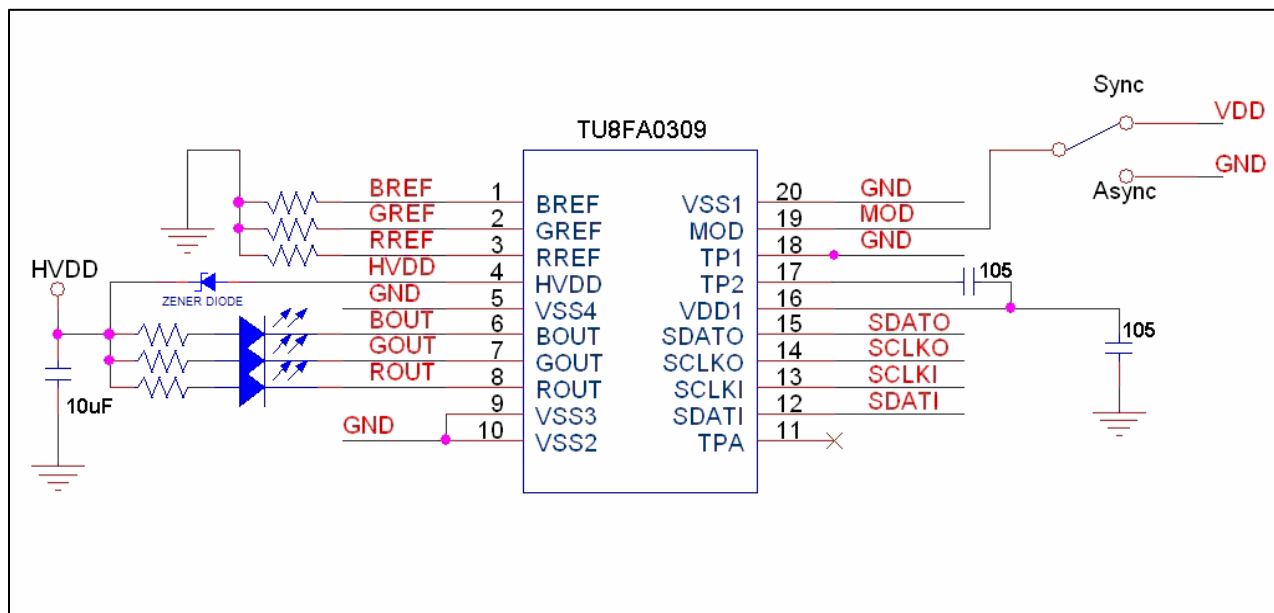 Sync
VDD
TU8FA0309
GND
Async
BREF 1 BREF VSS1 20 GND
GREF 2 GREF MOD 19 MOD
RREF 3 RREF TP1 18 GND
HVDD HVDD 4 HVDD TP2 17 105
ZENER DIODE
GND 5 VSS4 VDD1 16
BOUT 6 BOUT SDATO 15 SDATO
105
GOUT 7 GOUT SCLKO 14 SCLKO
ROUT 8 ROUT SCLKI 13 SCLKI
10uF 9 VSS3 SDATI 12 SDATI
GND 10 VSS2 TPA 11